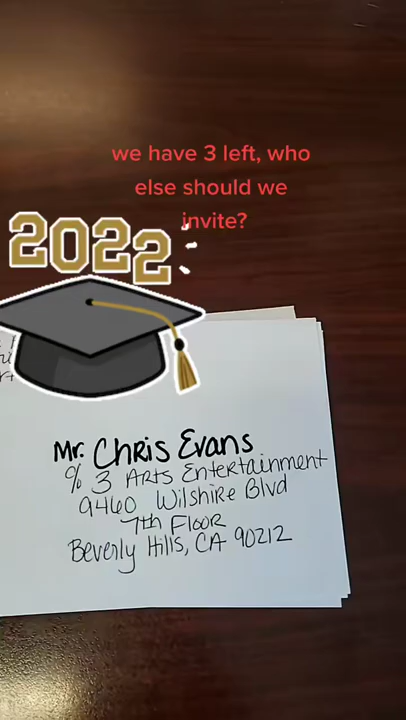 we have 3 left, who
else should we
invite?
2022
Mr. Chris Evans
% 3 Arts Entertainment
9460 Wilshire Blvd
7th Floor
Beverly Hills, CA 90212